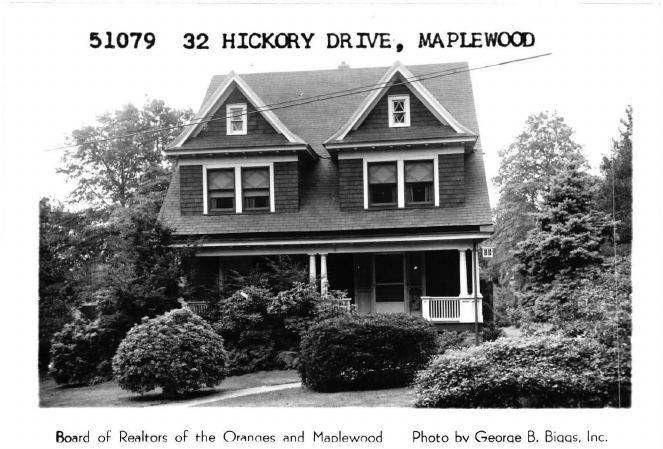 51079 32 HICKORY DRIVE, MAPLEWOOD
Board of Realtors of the Oranges and Maplewood Photo by George B. Biggs, Inc.